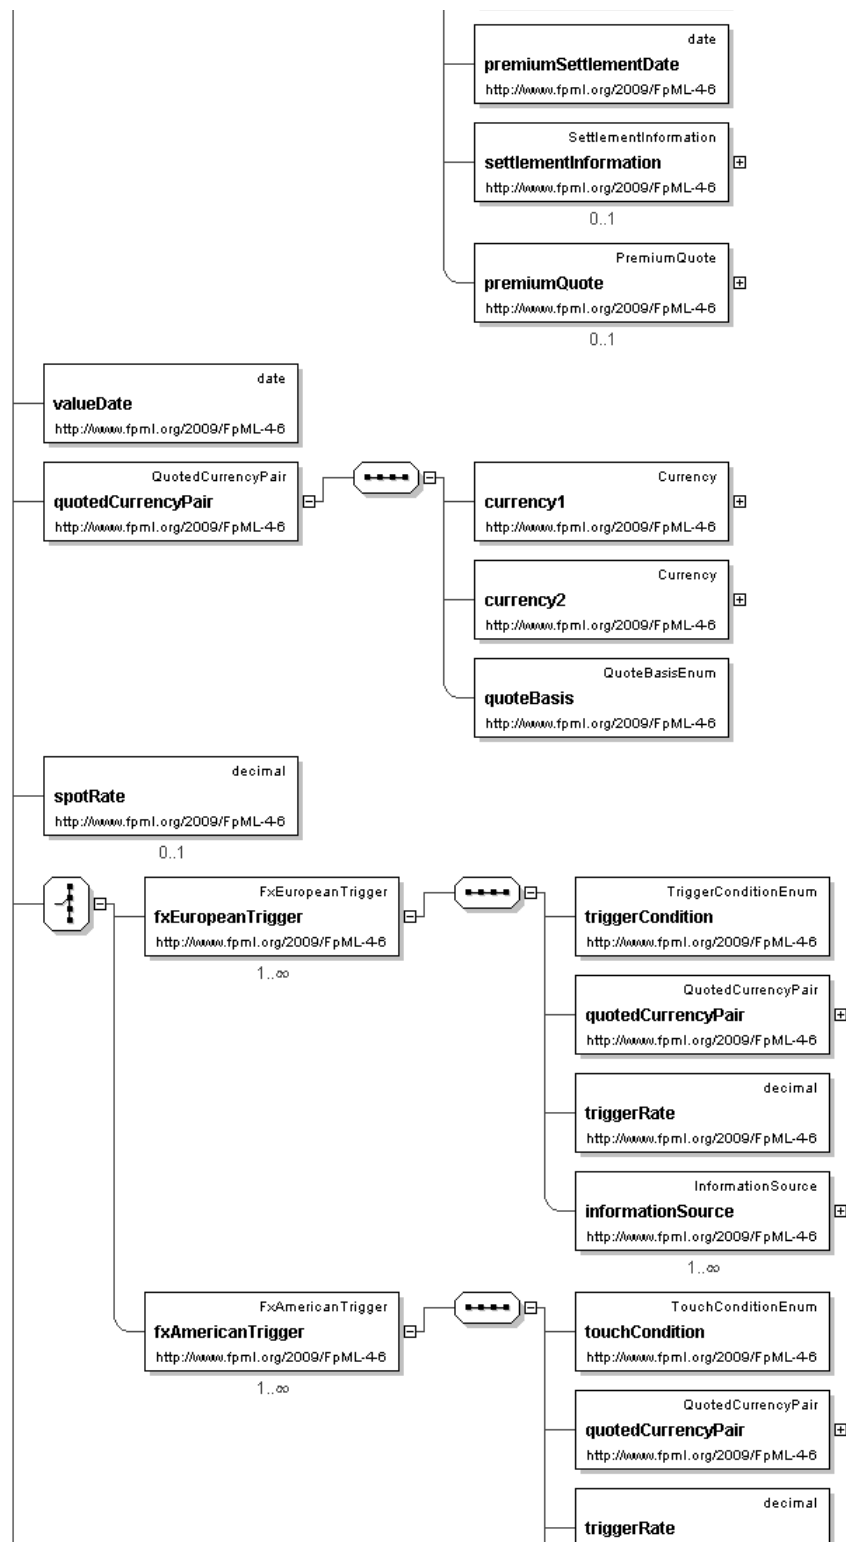 date
premiumSettlementDate
http://www.fpml.org/2009/FpML-4-6
SettlementInformation
settlementInformation
http://www.fpml.org/2009/FpML-4-6
0..1
PremiumQuote
premiumQuote
http://www.fpml.org/2009/FpML-4-6
0..1
date
valueDate
http://www.fpml.org/2009/FpML-4-6
QuotedCurrencyPair
quotedCurrencyPair
http://www.fpml.org/2009/FpML-4-6
Currency
currency1
http://www.fpml.org/2009/FpML-4-6
Currency
currency2
http://www.fpml.org/2009/FpML-4-6
QuoteBasisEnum
quoteBasis
http://www.fpml.org/2009/FpML-4-6
decimal
spotRate
http://www.fpml.org/2009/FpML-4-6
0..1
FxEuropeanTrigger
fxEuropeanTrigger
http://www.fpml.org/2009/FpML-4-6
1..∞
TriggerConditionEnum
triggerCondition
http://www.fpml.org/2009/FpML-4-6
QuotedCurrencyPair
quotedCurrencyPair
http://www.fpml.org/2009/FpML-4-6
decimal
triggerRate
http://www.fpml.org/2009/FpML-4-6
InformationSource
informationSource
http://www.fpml.org/2009/FpML-4-6
1..∞
FxAmericanTrigger
fxAmericanTrigger
http://www.fpml.org/2009/FpML-4-6
1..∞
TouchConditionEnum
touchCondition
http://www.fpml.org/2009/FpML-4-6
QuotedCurrencyPair
quotedCurrencyPair
http://www.fpml.org/2009/FpML-4-6
decimal
triggerRate